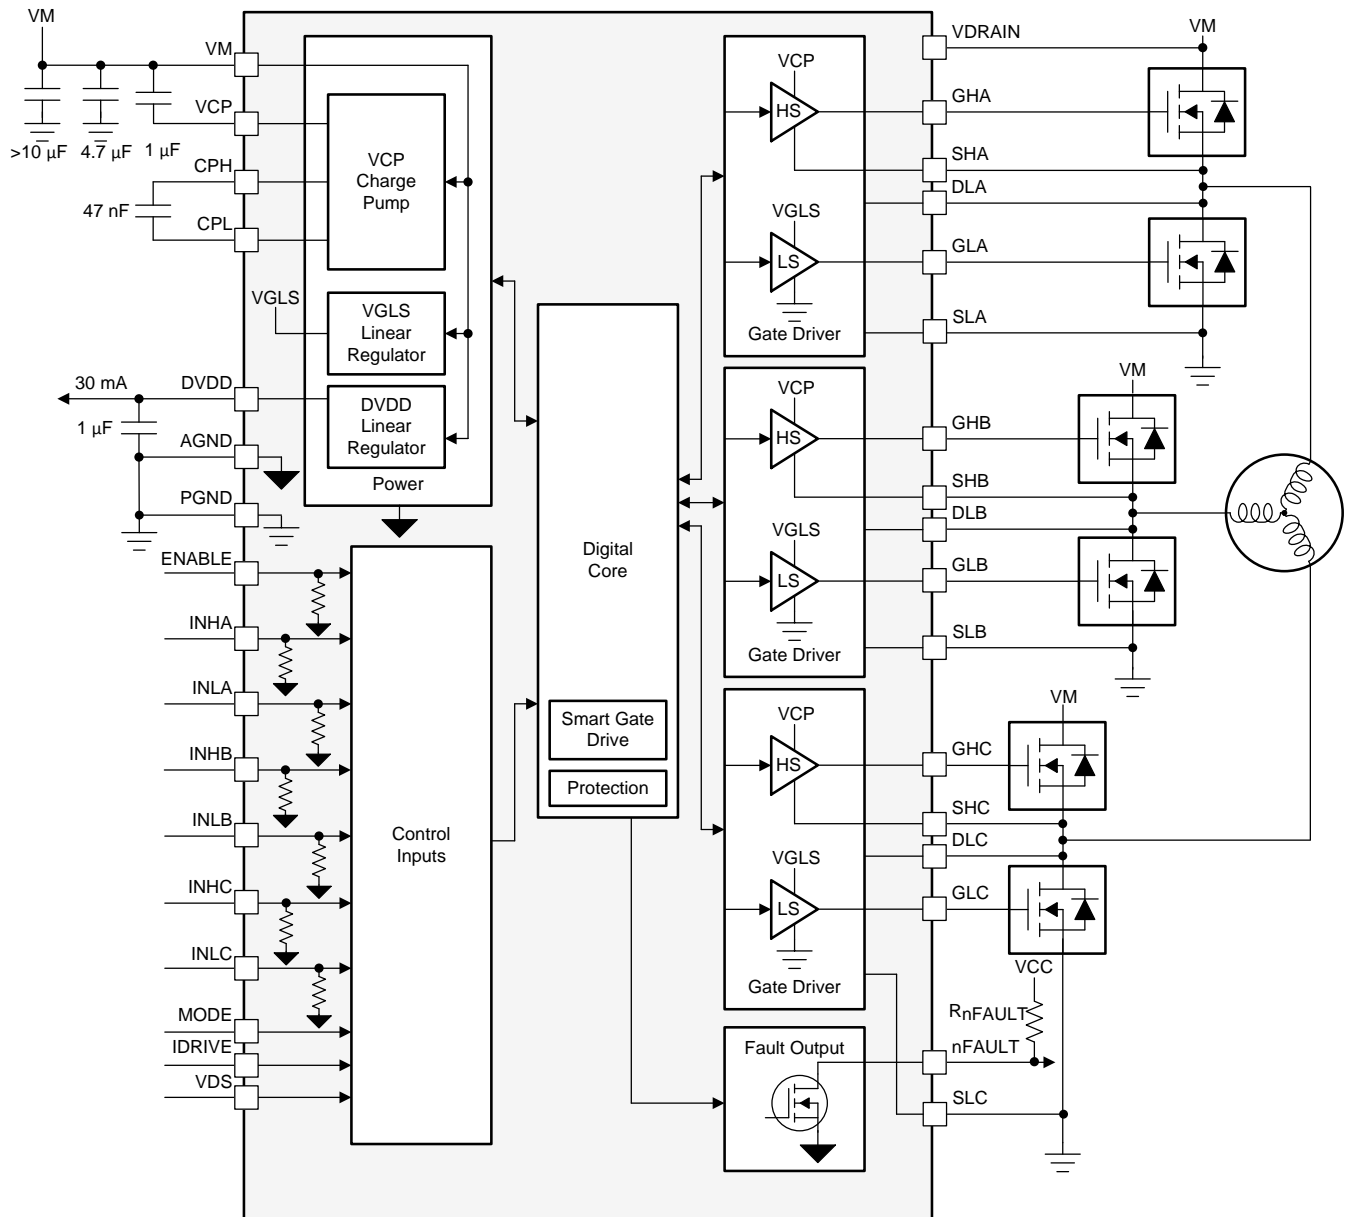 VM
VM
VCP
>10 µF
4.7 µF
1 µF
CPH
47 nF
CPL
VCP
Charge
Pump
VGLS
VGLS
Linear
Regulator
30 mA
DVDD
1 µF
DVDD
Linear
Regulator
AGND
Power
PGND
ENABLE
INHA
INLA
INHB
INLB
INHC
INLC
MODE
IDRIVE
VDS
Control
Inputs
Digital
Core
Smart Gate
Drive
Protection
VCP
HS
VGLS
LS
Gate Driver
VCP
HS
VGLS
LS
Gate Driver
VCP
HS
VGLS
LS
Gate Driver
Fault Output
VDRAIN
VM
GHA
SHA
DLA
GLA
SLA
VM
GHB
SHB
DLB
GLB
SLB
VM
GHC
SHC
DLC
GLC
VCC
RnFAULT
nFAULT
SLC